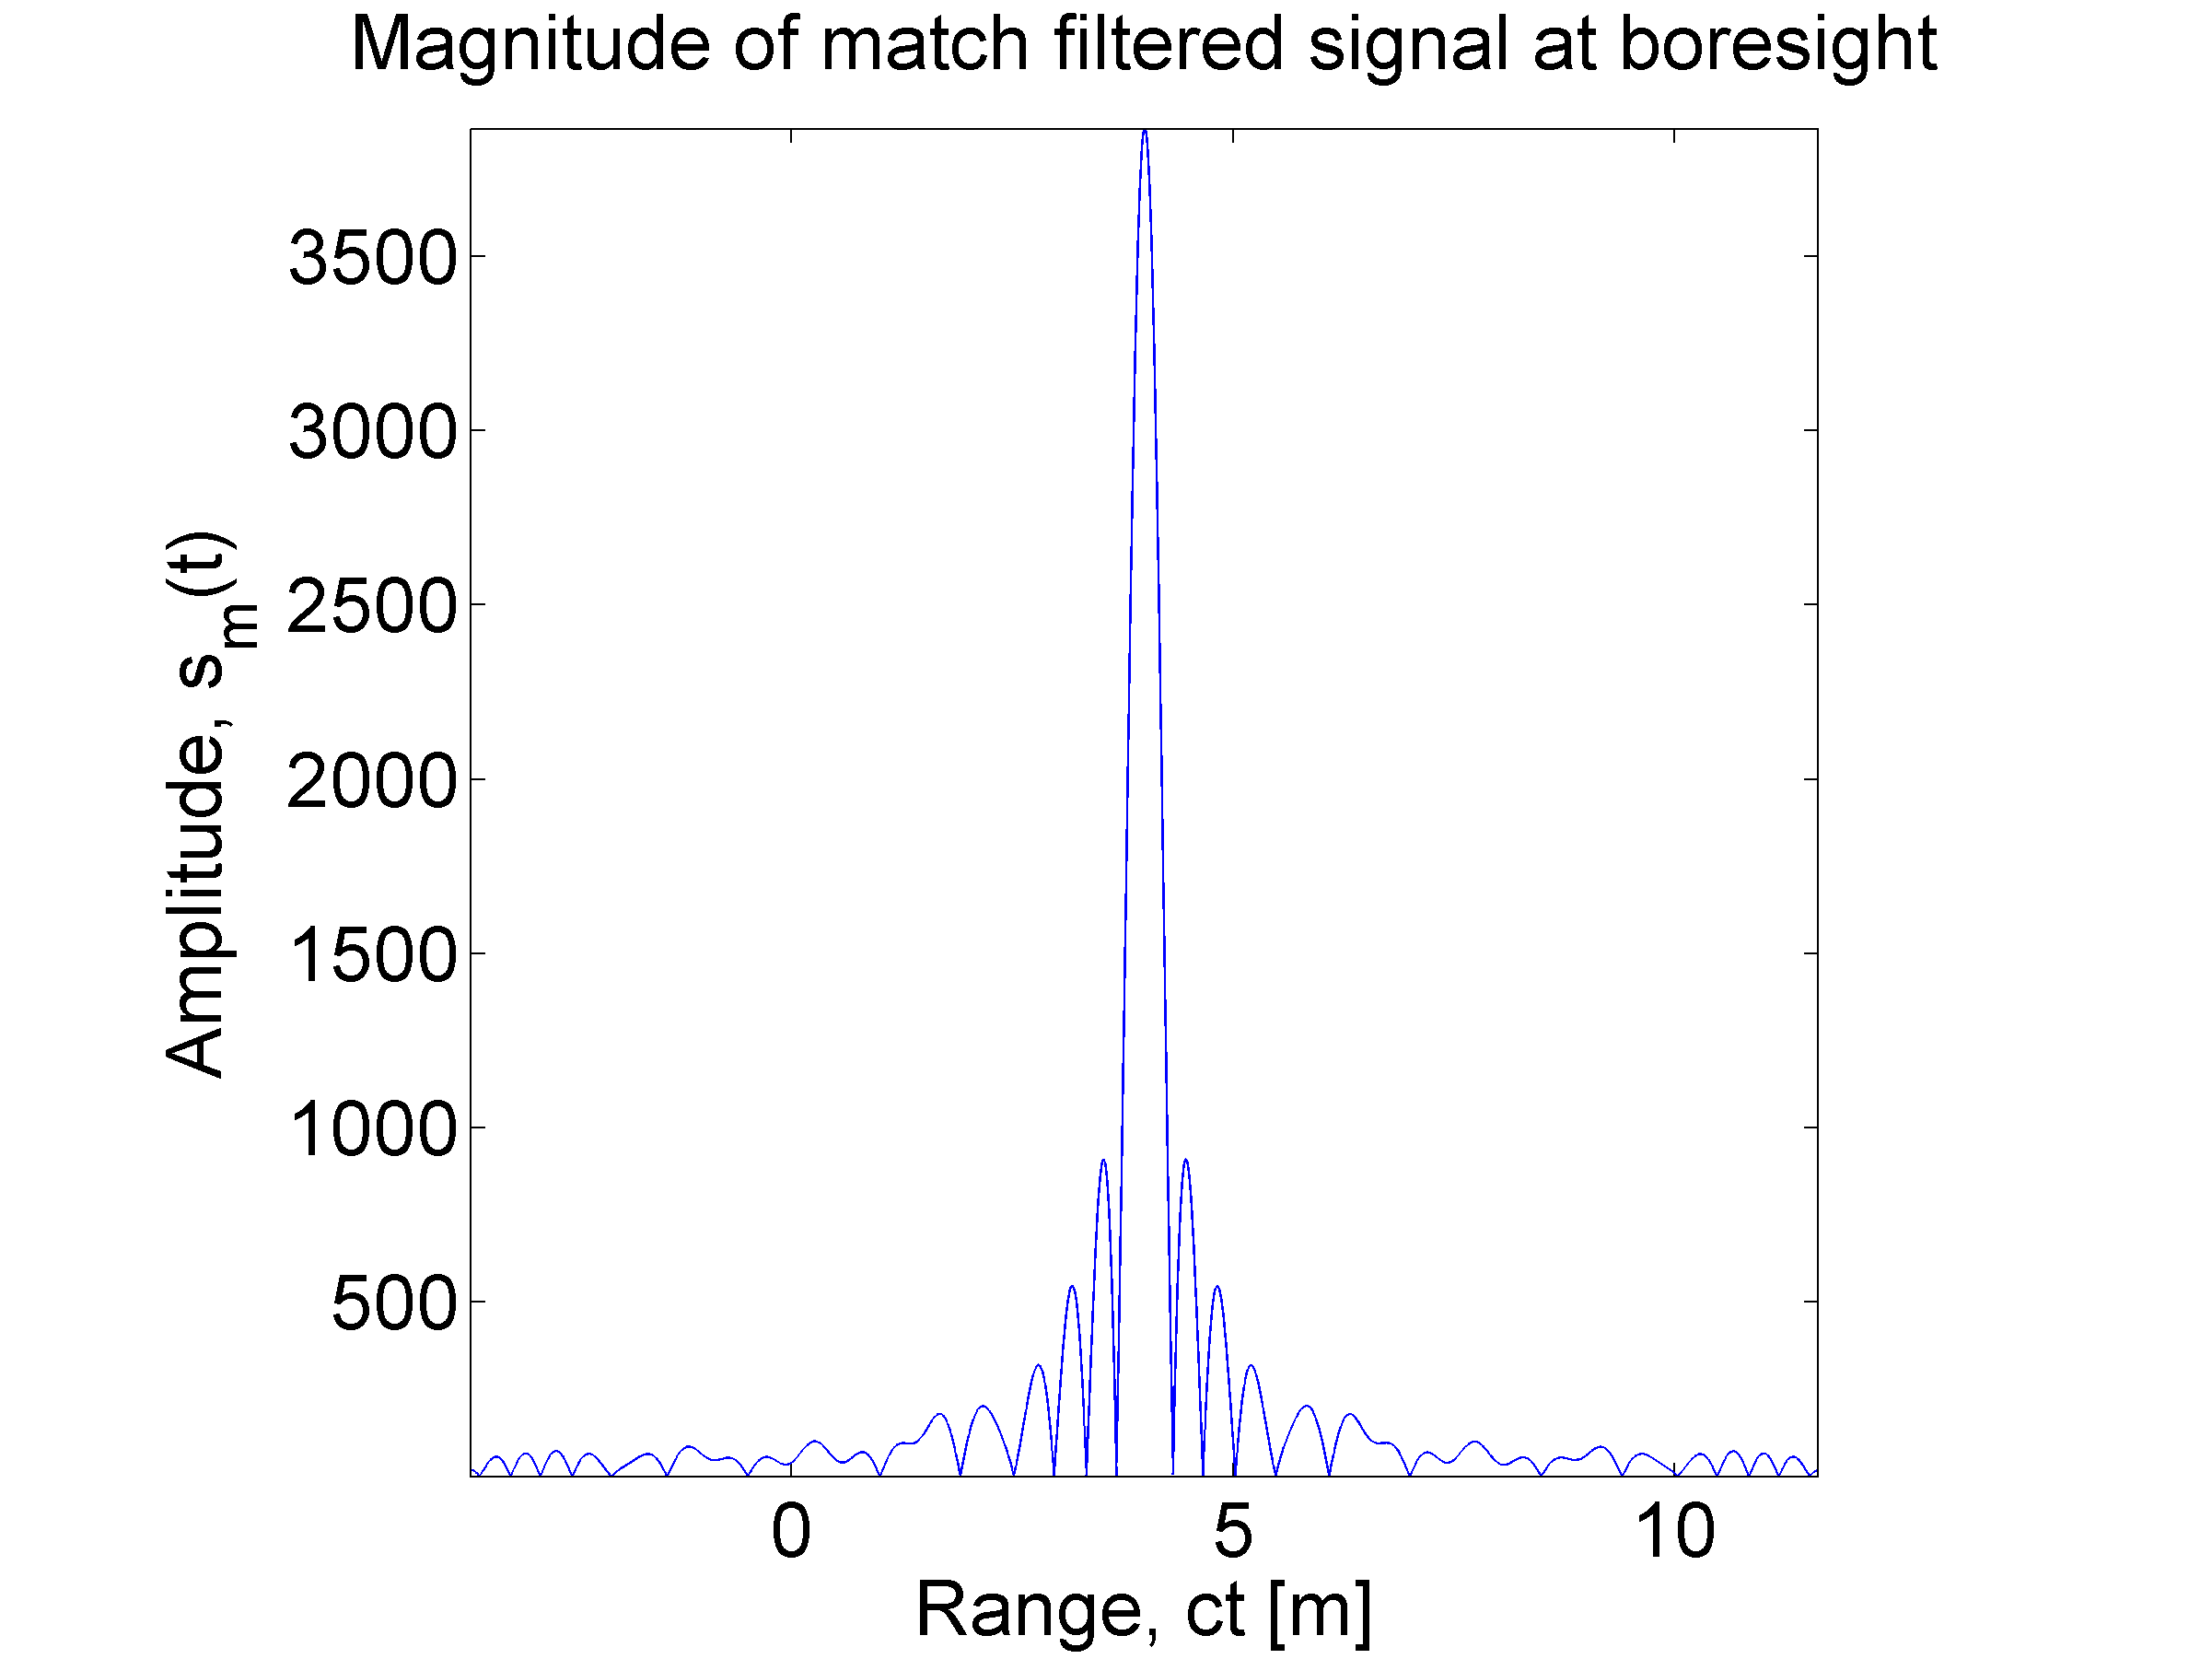 Magnitude of match filtered signal at boresight
Amplitude, s_m(t)
3500
3000
2500
2000
1500
1000
500
0 5 10
Range, ct [m]